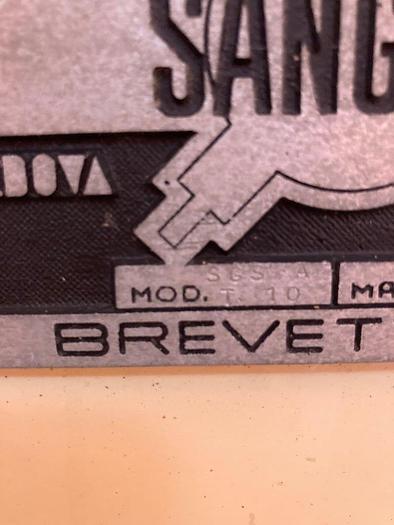 SANG
DOVA
SGS-A
MOD. T. 10
MA
BREVET